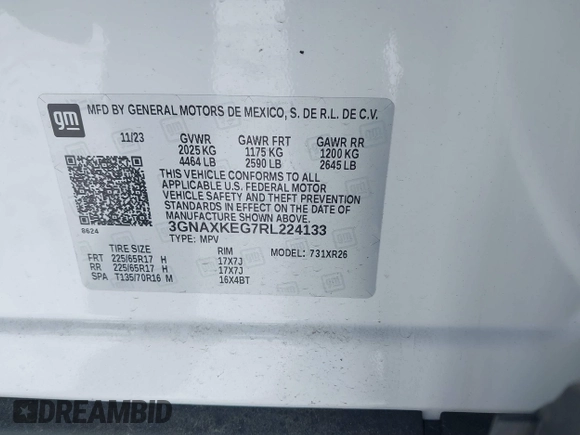 gm
MFD BY GENERAL MOTORS DE MEXICO, S. DE R.L. DE C.V.
11/23 GVWR GAWR FRT GAWR RR
2025 KG 1175 KG 1200 KG
4464 LB 2590 LB 2645 LB
THIS VEHICLE CONFORMS TO ALL
APPLICABLE U.S. FEDERAL MOTOR
VEHICLE SAFETY AND THEFT PREVENTION
STANDARDS IN EFFECT ON THE DATE OF
MANUFACTURE SHOWN ABOVE.
8624 3GNAXKEG7RL224133
TYPE: MPV
TIRE SIZE RIM MODEL: 731XR26
FRT 225/65R17 H 17X7J
RR 225/65R17 H 17X7J
SPA T135/70R16 M 16X4BT
DREAMBID